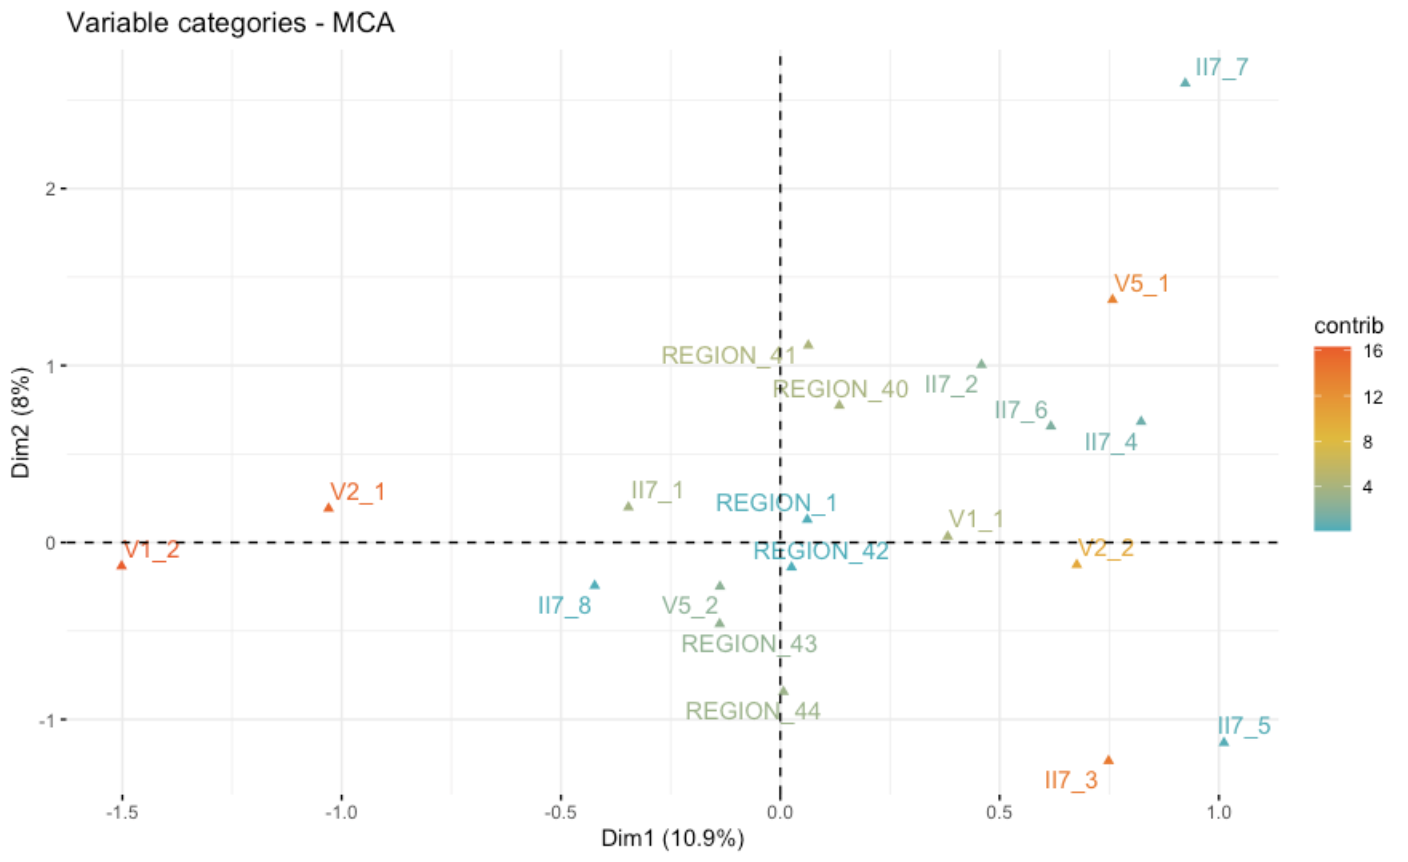 Variable categories - MCA
II7_7
V5_1
REGION_41
II7_2
REGION_40
II7_6
II7_4
V2_1
II7_1
REGION_1
V1_1
V1_2
REGION_42
V2_2
II7_8
V5_2
REGION_43
REGION_44
II7_5
II7_3
2
1
0
-1
Dim2 (8%)
-1.5
-1.0
-0.5
0.0
0.5
1.0
Dim1 (10.9%)
contrib
16
12
8
4